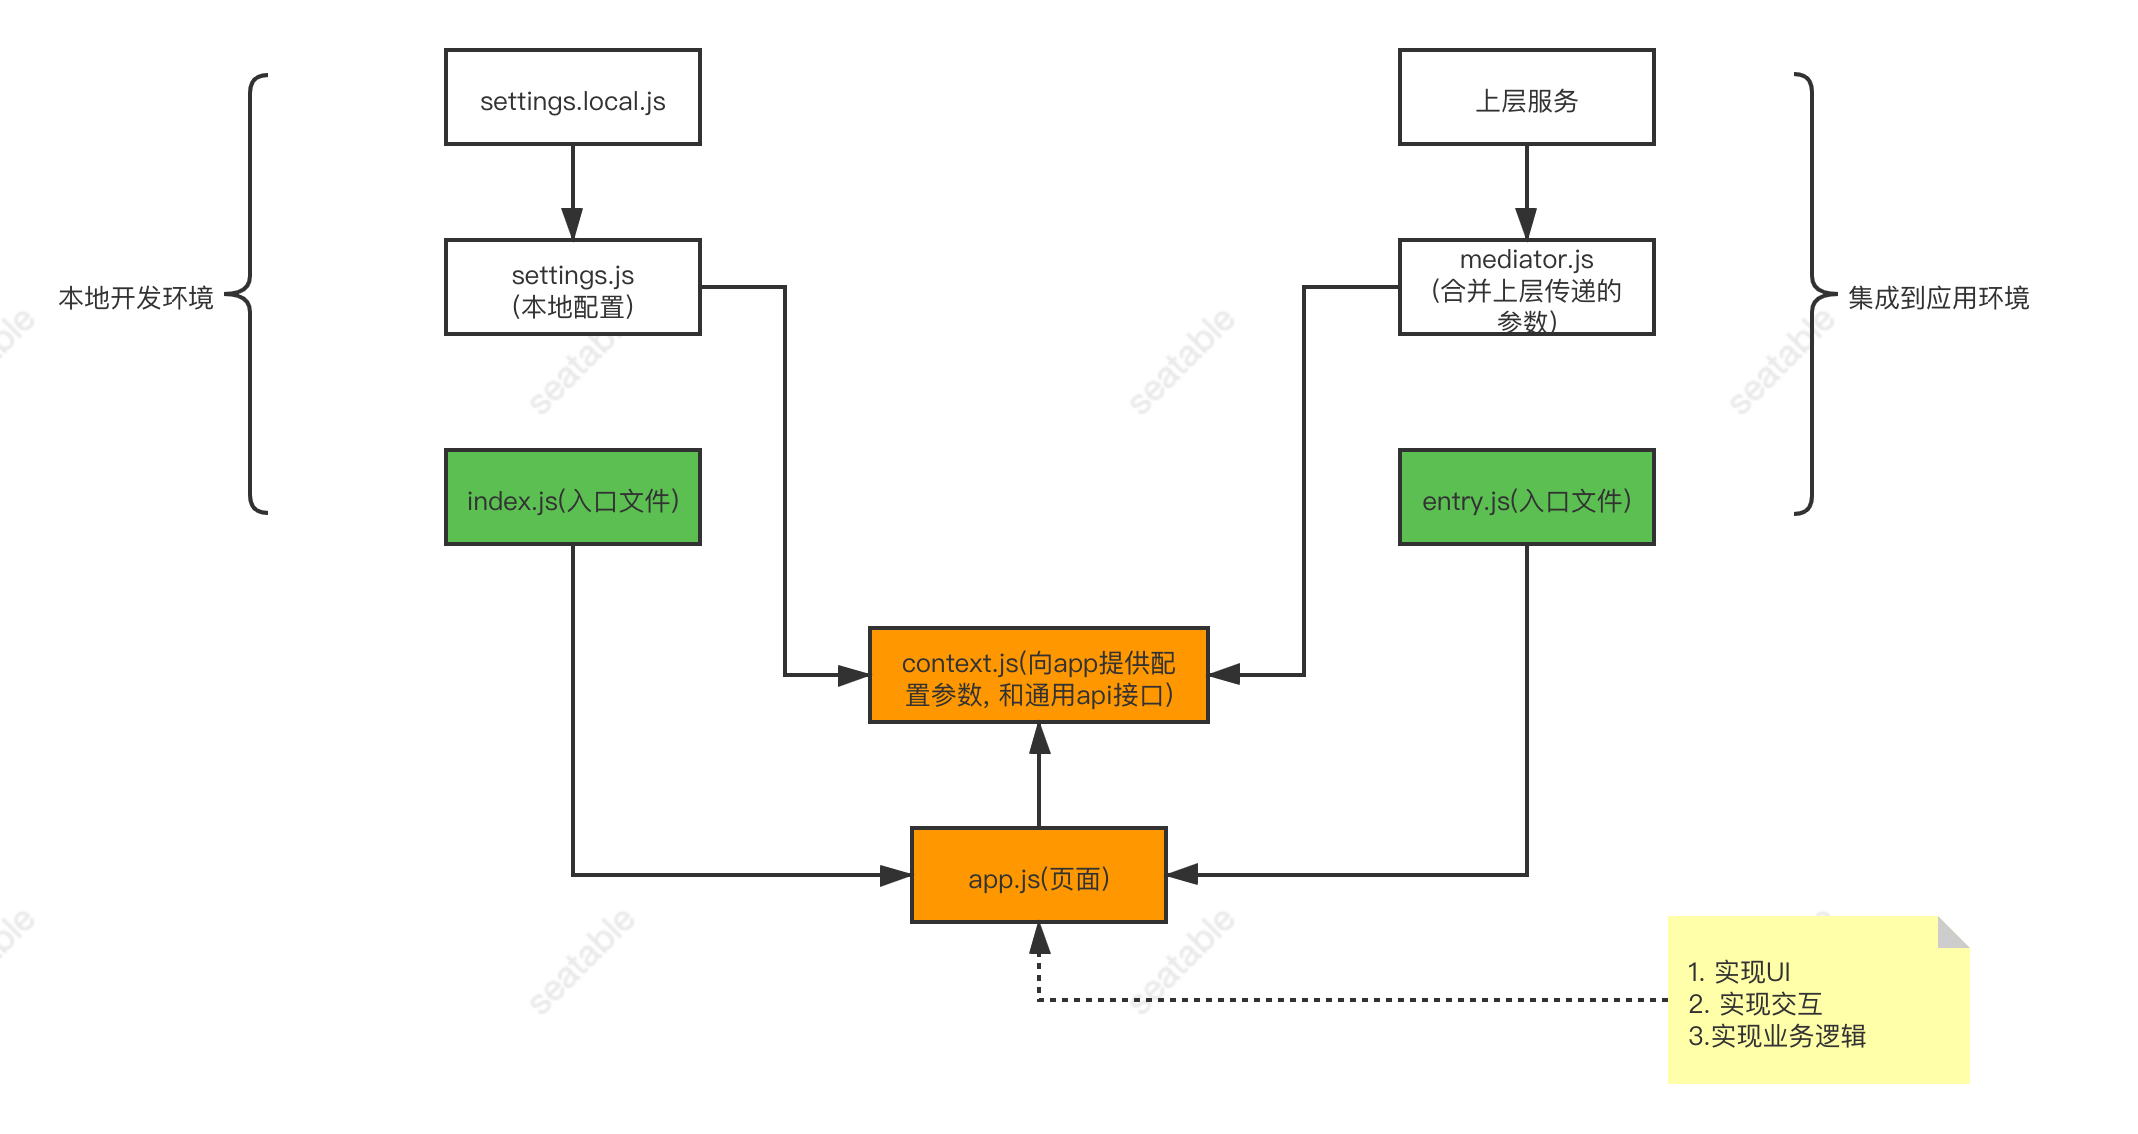 settings.local.js
上层服务
本地开发环境
settings.js
(本地配置)
mediator.js
(合并上层传递的
参数)
集成到应用环境
index.js(入口文件)
entry.js(入口文件)
context.js(向app提供配
置参数, 和通用api接口)
app.js(页面)
1. 实现UI
2. 实现交互
3.实现业务逻辑
seatable
seatable
seatable
seatable
seatable